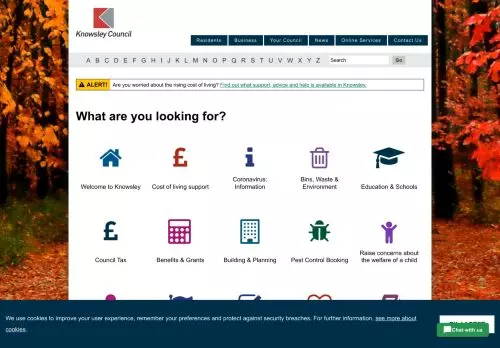 Knowsley Council
Residents Business Your Council News Online Services Contact Us
A B C D E F G H I J K L M N O P Q R S T U V W X Y Z Search Go
ALERT! Are you worried about the rising cost of living? Find out what support, advice and help is available in Knowsley.
What are you looking for?
Welcome to Knowsley
Cost of living support
Coronavirus:
Information
Bins, Waste &
Environment
Education & Schools
Council Tax
Benefits & Grants
Building & Planning
Pest Control Booking
Raise concerns about
the welfare of a child
We use cookies to improve your user experience, remember your preferences and protect against security breaches. For further information, see more about
cookies.
Chat with us